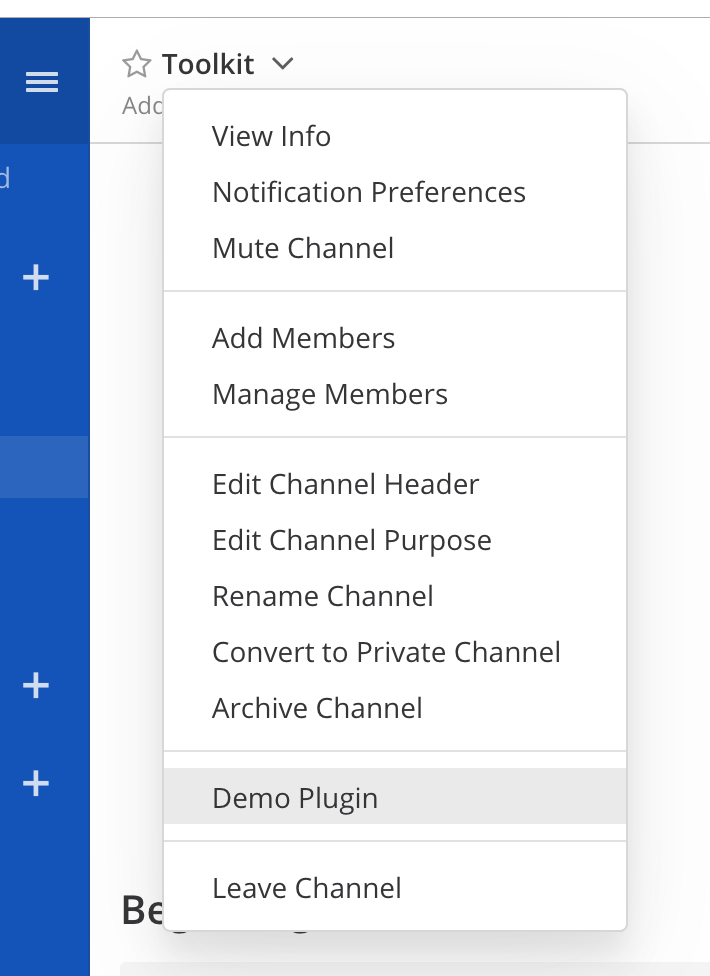 Toolkit
Add
d
View Info
Notification Preferences
Mute Channel
Add Members
Manage Members
Edit Channel Header
Edit Channel Purpose
Rename Channel
Convert to Private Channel
Archive Channel
Demo Plugin
Leave Channel